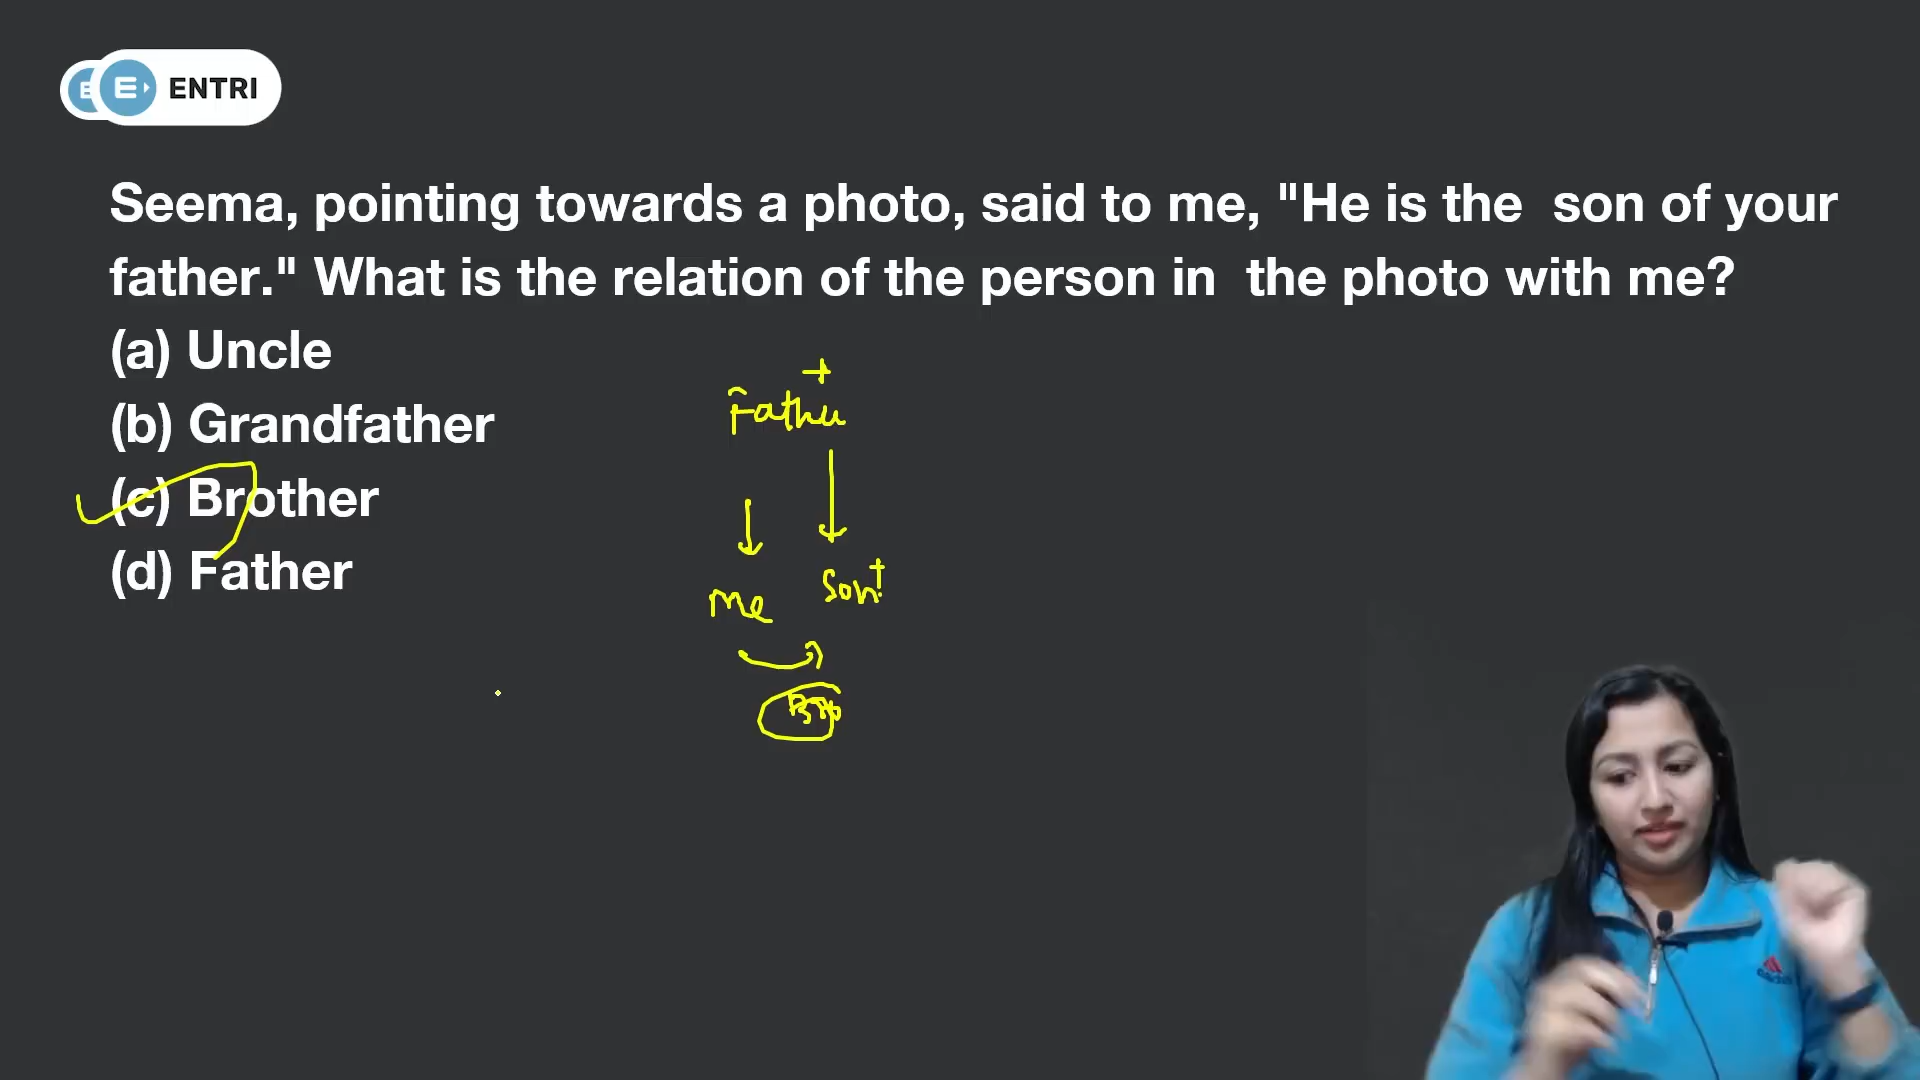 ENTRI
Seema, pointing towards a photo, said to me, "He is the son of your
father." What is the relation of the person in the photo with me?
(a) Uncle
(b) Grandfather
(c) Brother
(d) Father
+
Me
Son+